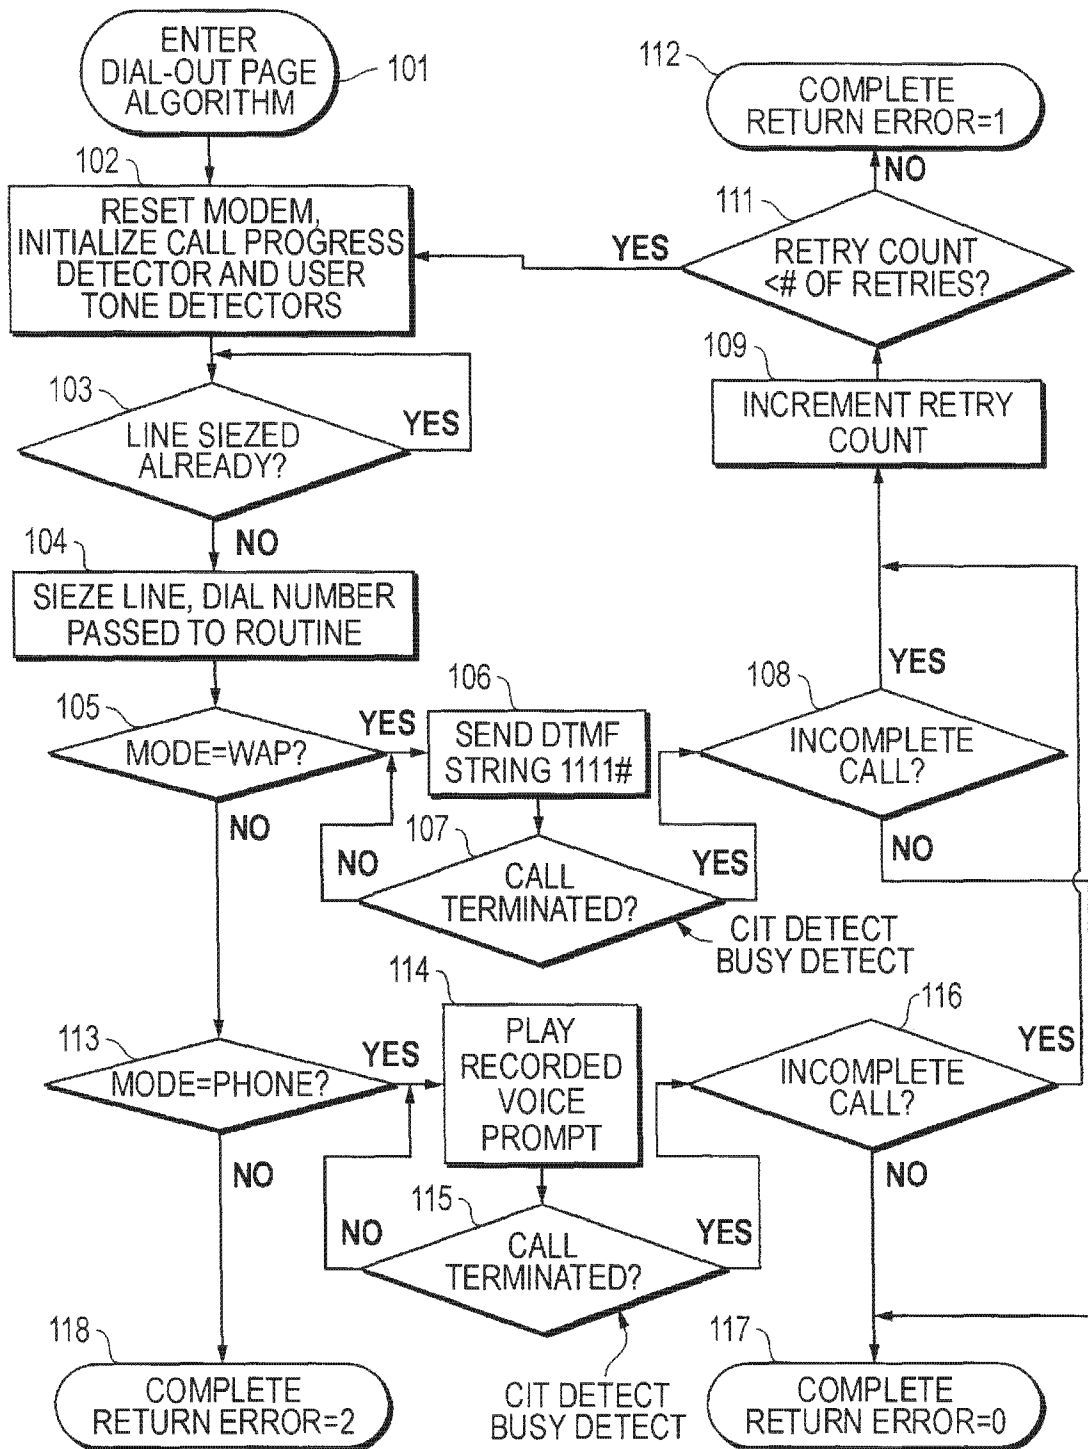 ENTER
DIAL-OUT PAGE
ALGORITHM
101
102
RESET MODEM,
INITIALIZE CALL PROGRESS
DETECTOR AND USER
TONE DETECTORS
103
LINE SIEZED
ALREADY?
YES
NO
104
SIEZE LINE, DIAL NUMBER
PASSED TO ROUTINE
105
MODE=WAP?
YES
NO
106
SEND DTMF
STRING 1111#
107
CALL
TERMINATED?
NO
YES
CIT DETECT
BUSY DETECT
108
INCOMPLETE
CALL?
YES
NO
109
INCREMENT RETRY
COUNT
111
RETRY COUNT
<# OF RETRIES?
YES
NO
112
COMPLETE
RETURN ERROR=1
113
MODE=PHONE?
YES
NO
114
PLAY
RECORDED
VOICE
PROMPT
115
CALL
TERMINATED?
NO
YES
CIT DETECT
BUSY DETECT
116
INCOMPLETE
CALL?
YES
NO
117
COMPLETE
RETURN ERROR=0
118
COMPLETE
RETURN ERROR=2